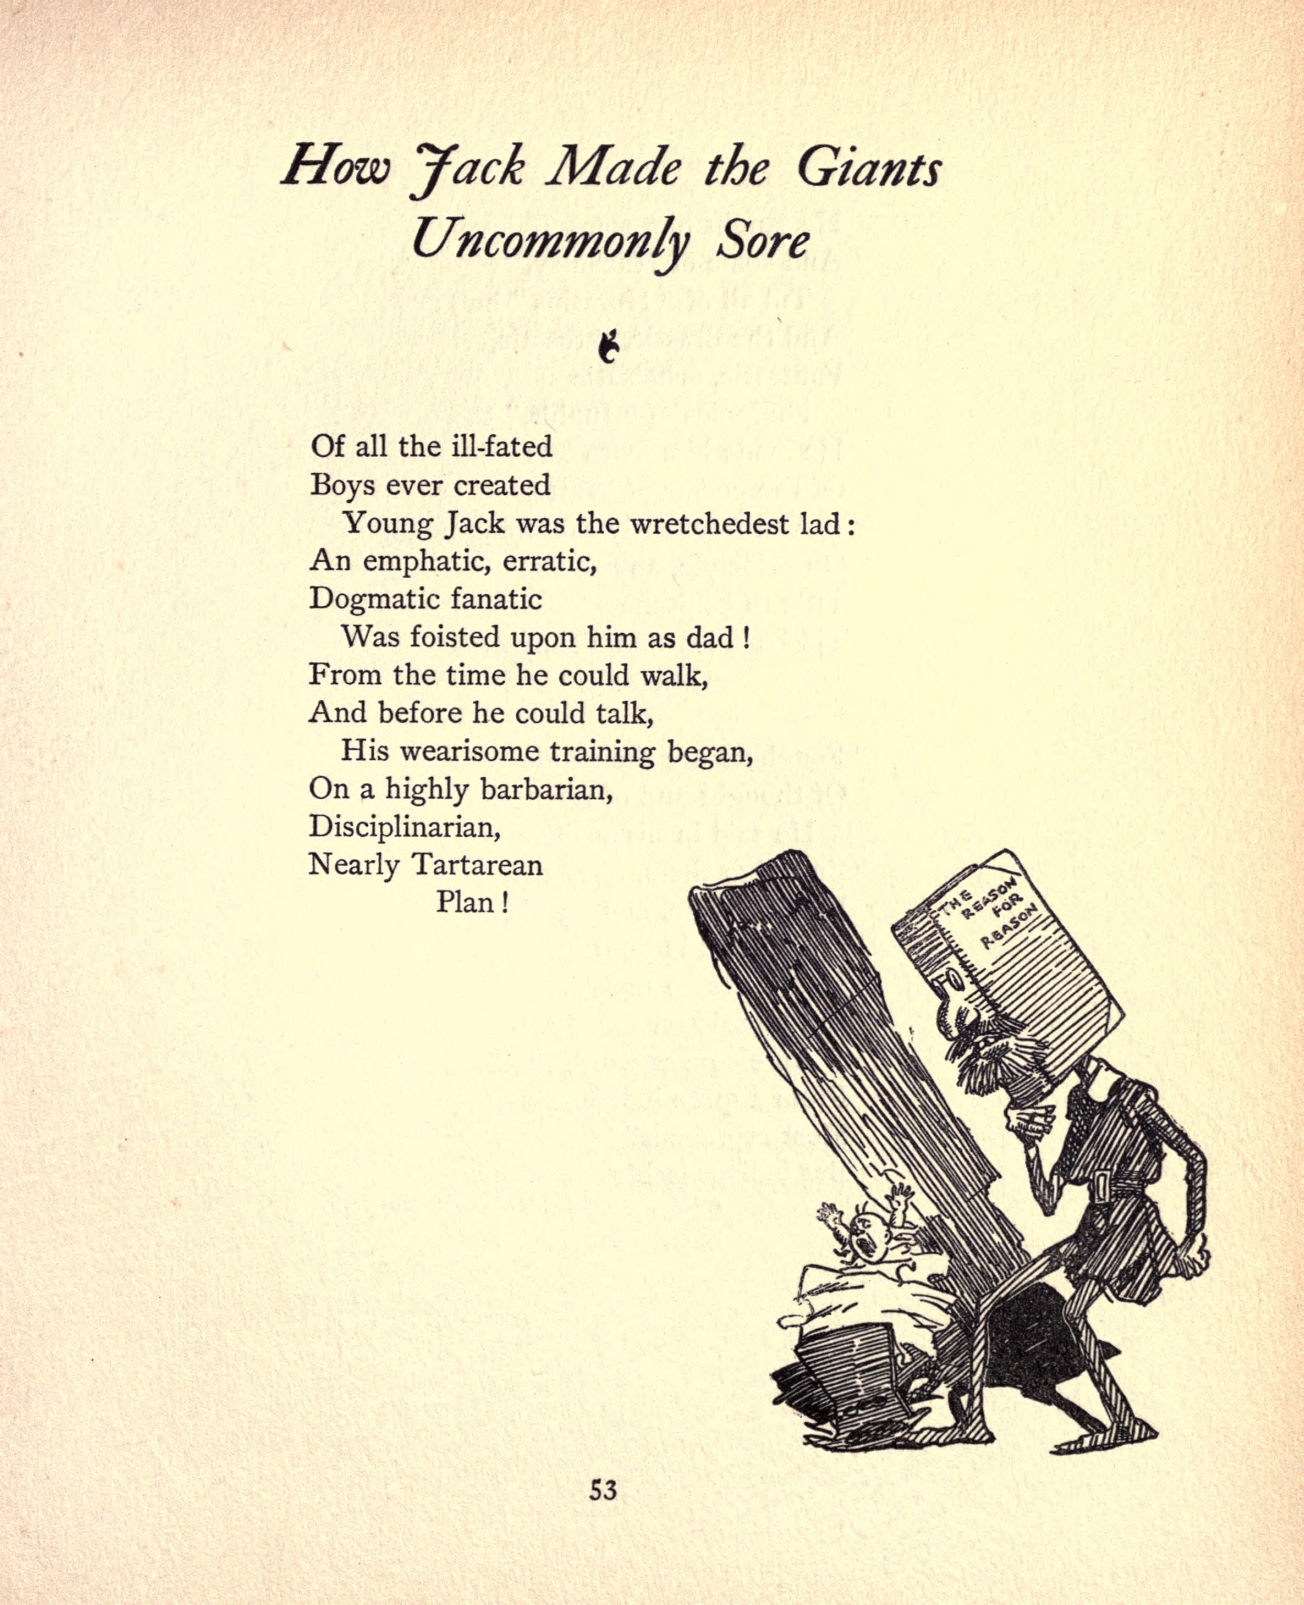 How Jack Made the Giants
Uncommonly Sore
Of all the ill-fated
Boys ever created
Young Jack was the wretchedest lad:
An emphatic, erratic,
Dogmatic fanatic
Was foisted upon him as dad!
From the time he could walk,
And before he could talk,
His wearisome training began,
On a highly barbarian,
Disciplinarian,
Nearly Tartarean
Plan!
THE
REASON
FOR
REASON
53